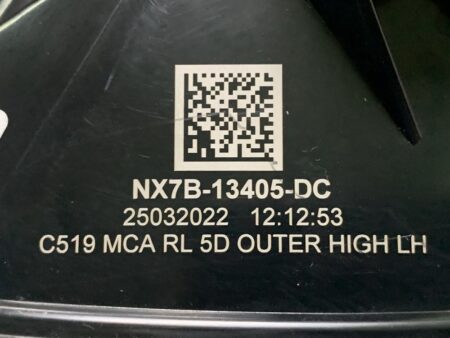 NX7B-13405-DC
25032022 12:12:53
C519 MCA RL 5D OUTER HIGH LH